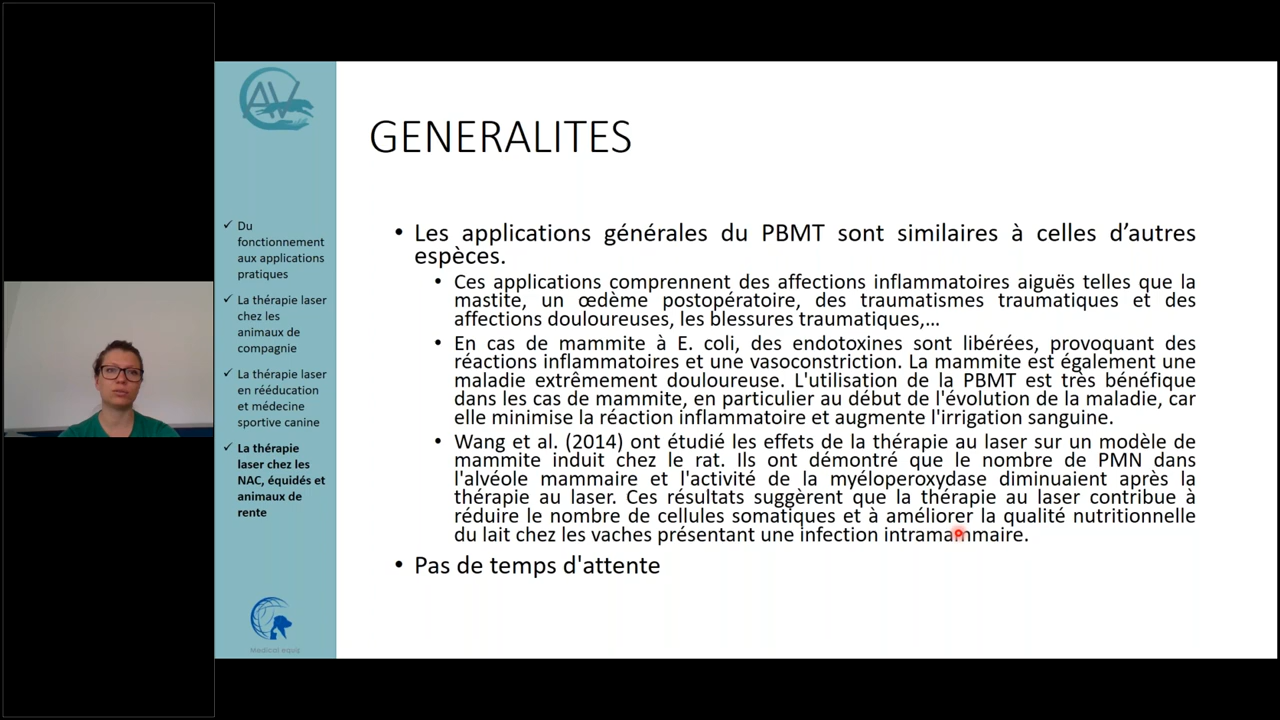 AV
GENERALITES
Du
fonctionnement
aux applications
pratiques
La thérapie laser
chez les
animaux de
compagnie
La thérapie laser
en rééducation
et médecine
sportive canine
La thérapie
laser chez les
NAC, équidés et
animaux de
rente
Medical equip
• Les applications générales du PBMT sont similaires à celles d’autres
espèces.
• Ces applications comprennent des affections inflammatoires aiguës telles que la
mastite, un œdème postopératoire, des traumatismes traumatiques et des
affections douloureuses, les blessures traumatiques,…
• En cas de mammite à E. coli, des endotoxines sont libérées, provoquant des
réactions inflammatoires et une vasoconstriction. La mammite est également une
maladie extrêmement douloureuse. L'utilisation de la PBMT est très bénéfique
dans les cas de mammite, en particulier au début de l'évolution de la maladie, car
elle minimise la réaction inflammatoire et augmente l'irrigation sanguine.
• Wang et al. (2014) ont étudié les effets de la thérapie au laser sur un modèle de
mammite induit chez le rat. Ils ont démontré que le nombre de PMN dans
l'alvéole mammaire et l'activité de la myéloperoxydase diminuaient après la
thérapie au laser. Ces résultats suggèrent que la thérapie au laser contribue à
réduire le nombre de cellules somatiques et à améliorer la qualité nutritionnelle
du lait chez les vaches présentant une infection intramammaire.
• Pas de temps d'attente